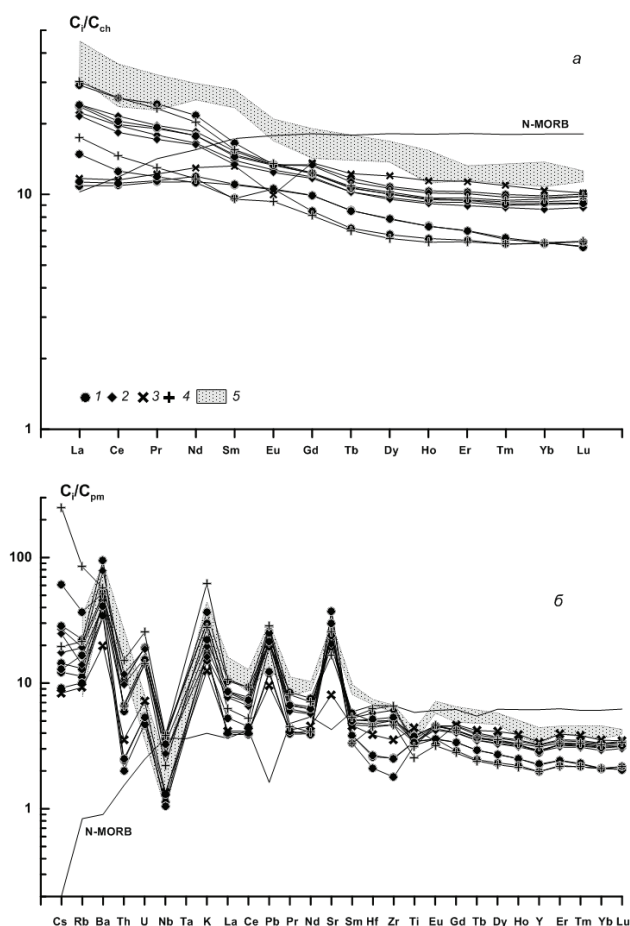 Ci/Cch
а
N-MORB
10
1 2 3 4 5
1
La Ce Pr Nd Sm Eu Gd Tb Dy Ho Er Tm Yb Lu
Ci/Cpm
100
б
10
1
N-MORB
Cs Rb Ba Th U Nb Ta K La Ce Pb Pr Nd Sr Sm Hf Zr Ti Eu Gd Tb Dy Ho Y Er Tm Yb Lu